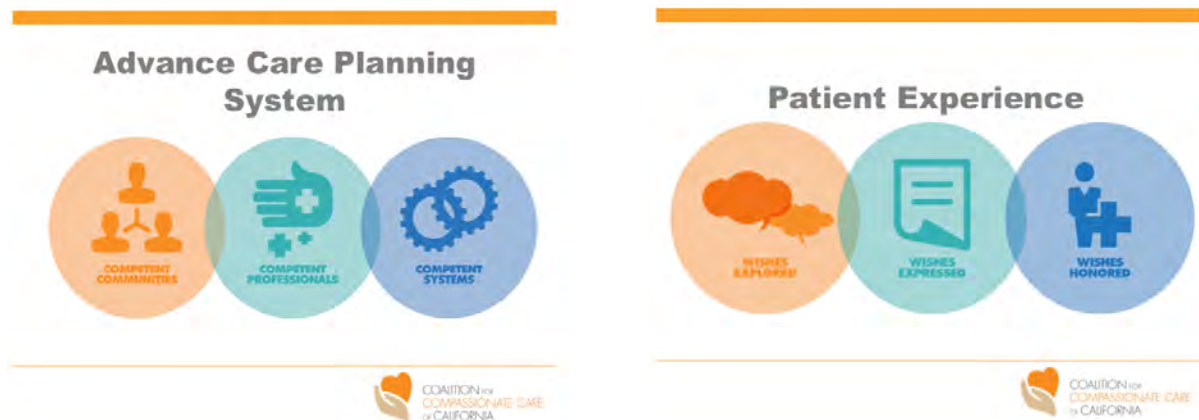 Advance Care Planning
System
COMPETENT
COMMUNITIES
COMPETENT
PROFESSIONALS
COMPETENT
SYSTEMS
COALITION FOR
COMPASSIONATE CARE
OF CALIFORNIA
Patient Experience
WISHES
EXPLORED
WISHES
EXPRESSED
WISHES
HONORED
COALITION FOR
COMPASSIONATE CARE
OF CALIFORNIA